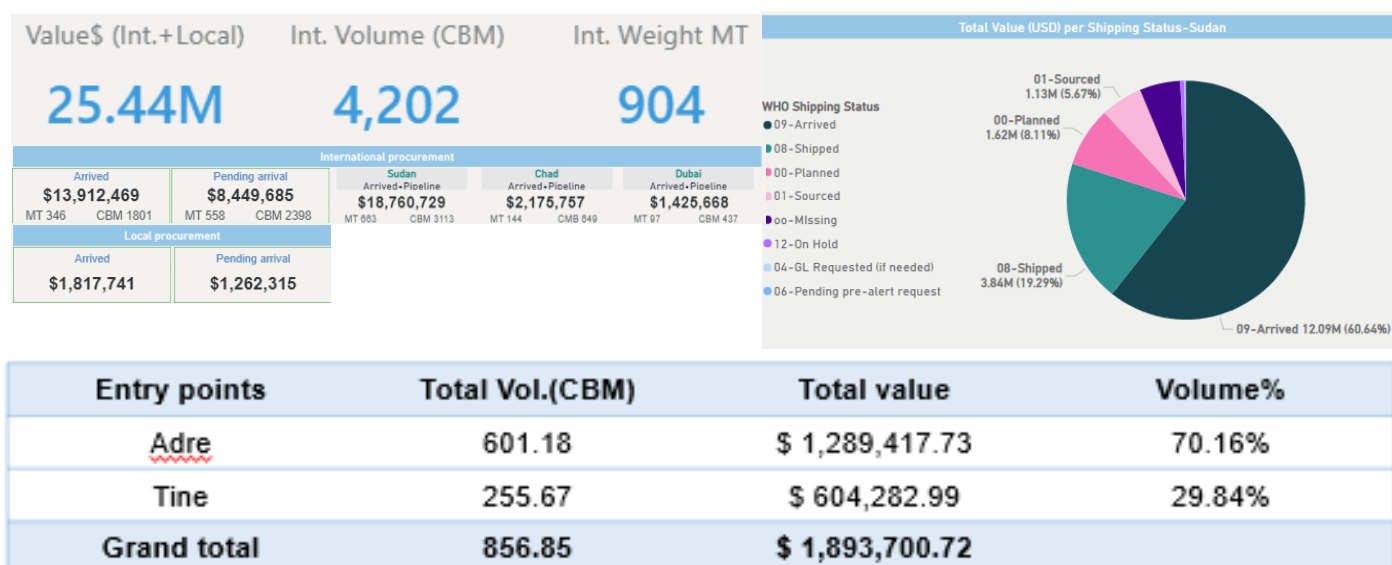 Value$ (Int.+Local) Int. Volume (CBM) Int. Weight MT
25.44M 4,202 904
International procurement
Arrived Pending arrival
$13,912,469 $8,449,685
MT 346 CBM 1801 MT 558 CBM 2398
Sudan Chad Dubai
Arrived+Pipeline Arrived+Pipeline Arrived+Pipeline
$18,760,729 $2,175,757 $1,425,668
MT 663 CBM 3113 MT 144 CMB 649 MT 97 CBM 437
Local procurement
Arrived Pending arrival
$1,817,741 $1,262,315
Total Value (USD) per Shipping Status-Sudan
WHO Shipping Status
09-Arrived
08-Shipped
00-Planned
01-Sourced
oo-MIssing
12-On Hold
04-GL Requested (if needed)
06-Pending pre-alert request
01-Sourced
1.13M (5.67%)
00-Planned
1.62M (8.11%)
08-Shipped
3.84M (19.29%)
09-Arrived 12.09M (60.64%)
Entry points Total Vol.(CBM) Total value Volume%
Adre 601.18 $ 1,289,417.73 70.16%
Tine 255.67 $ 604,282.99 29.84%
Grand total 856.85 $ 1,893,700.72